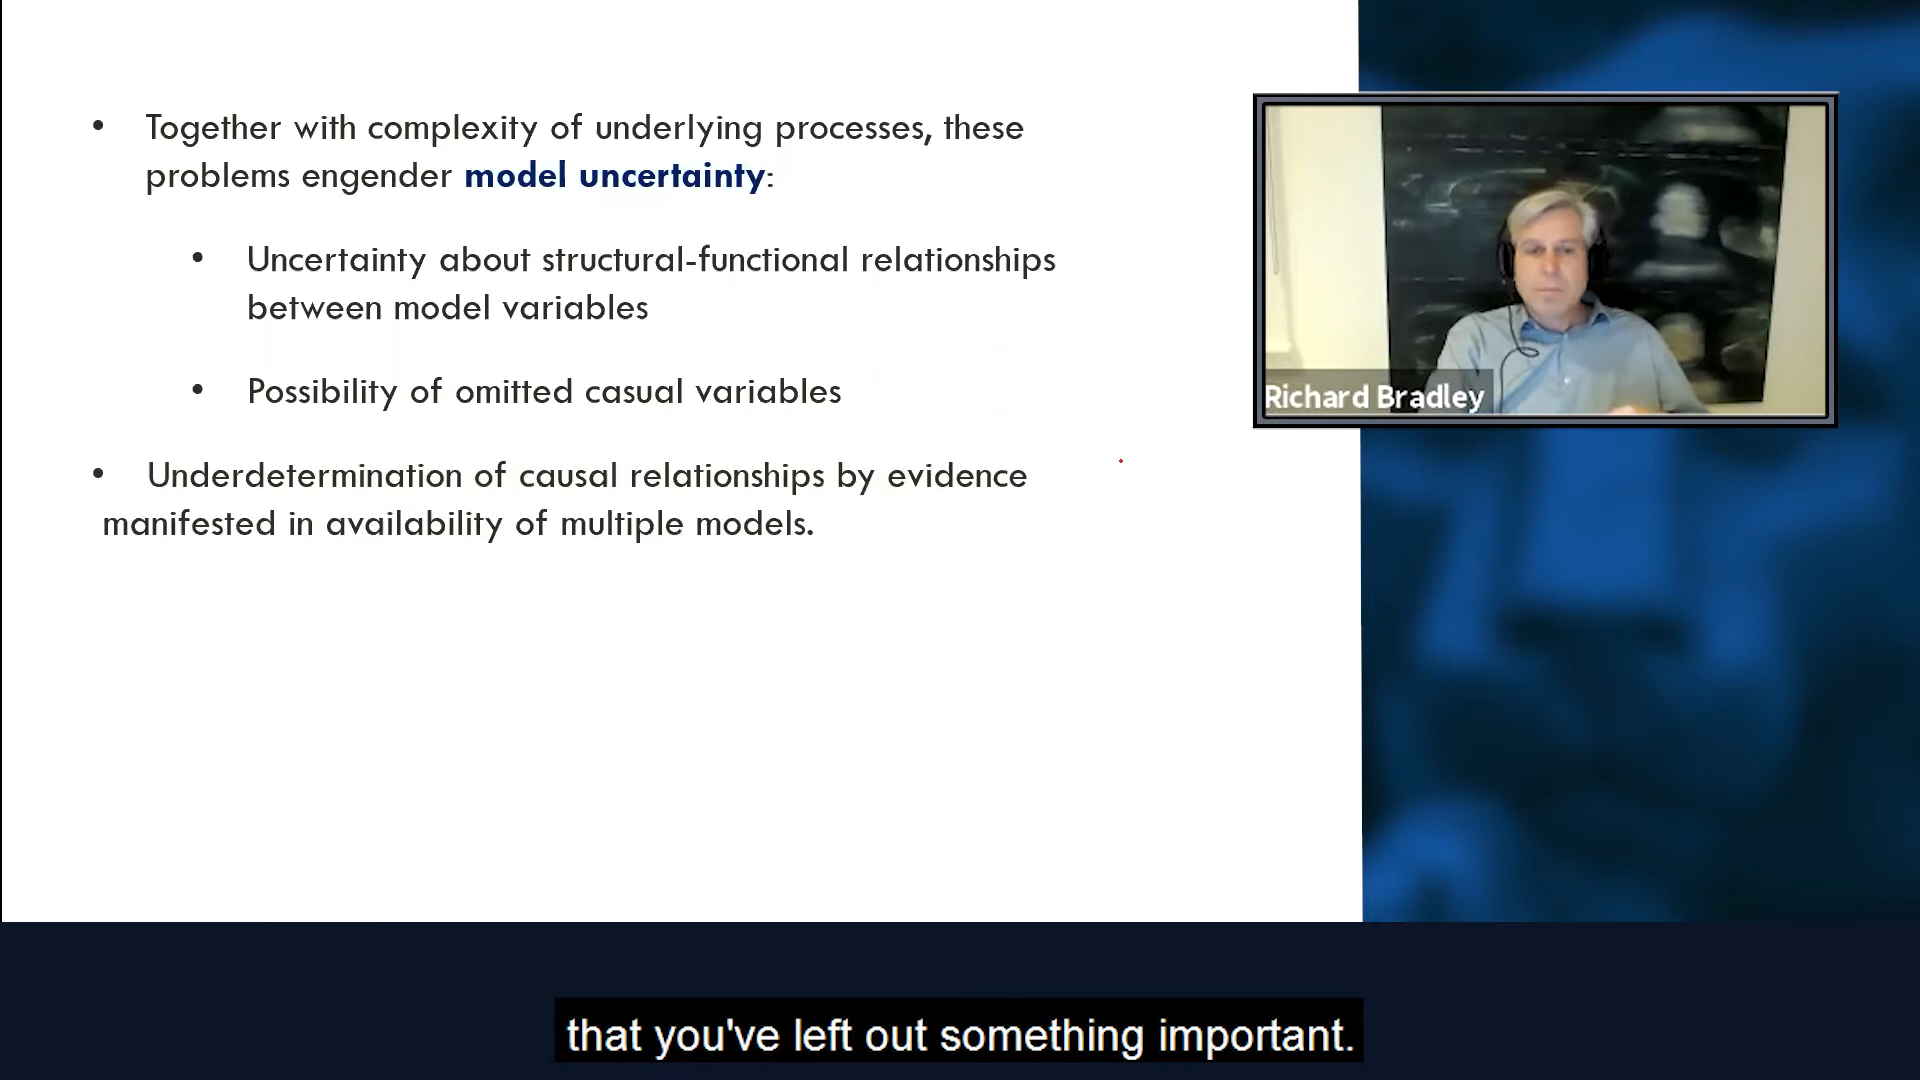 • Together with complexity of underlying processes, these
problems engender model uncertainty:
• Uncertainty about structural-functional relationships
between model variables
• Possibility of omitted casual variables
• Underdetermination of causal relationships by evidence
manifested in availability of multiple models.
Richard Bradley
that you've left out something important.